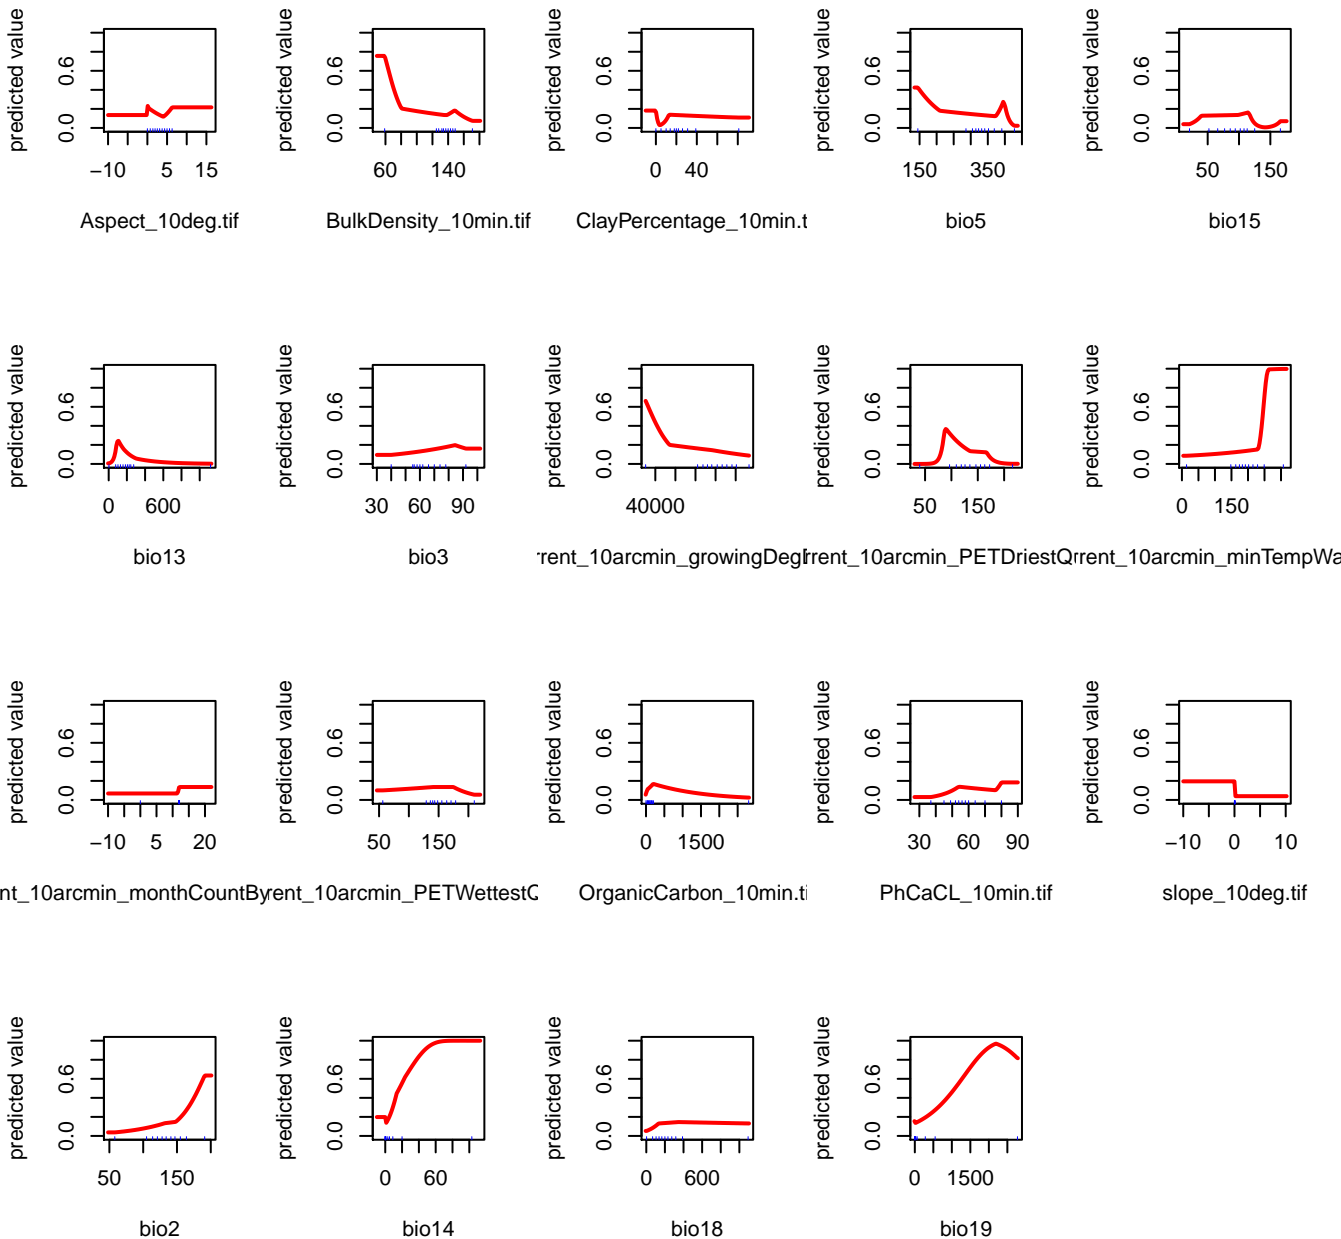 predicted value
0.0 0.6
-10 5 15
Aspect_10deg.tif
predicted value
0.0 0.6
60 140
BulkDensity_10min.tif
predicted value
0.0 0.6
0 40
ClayPercentage_10min.t
predicted value
0.0 0.6
150 350
bio5
predicted value
0.0 0.6
50 150
bio15
predicted value
0.0 0.6
0 600
bio13
predicted value
0.0 0.6
30 60 90
bio3
predicted value
0.0 0.6
40000
rrent_10arcmin_growingDeg
predicted value
0.0 0.6
50 150
rrent_10arcmin_PETDriestQ
predicted value
0.0 0.6
0 150
rrent_10arcmin_minTempWa
predicted value
0.0 0.6
-10 5 20
nt_10arcmin_monthCountBy
predicted value
0.0 0.6
50 150
rent_10arcmin_PETWettestQ
predicted value
0.0 0.6
0 1500
OrganicCarbon_10min.ti
predicted value
0.0 0.6
30 60 90
PhCaCL_10min.tif
predicted value
0.0 0.6
-10 0 10
slope_10deg.tif
predicted value
0.0 0.6
50 150
bio2
predicted value
0.0 0.6
0 60
bio14
predicted value
0.0 0.6
0 600
bio18
predicted value
0.0 0.6
0 1500
bio19